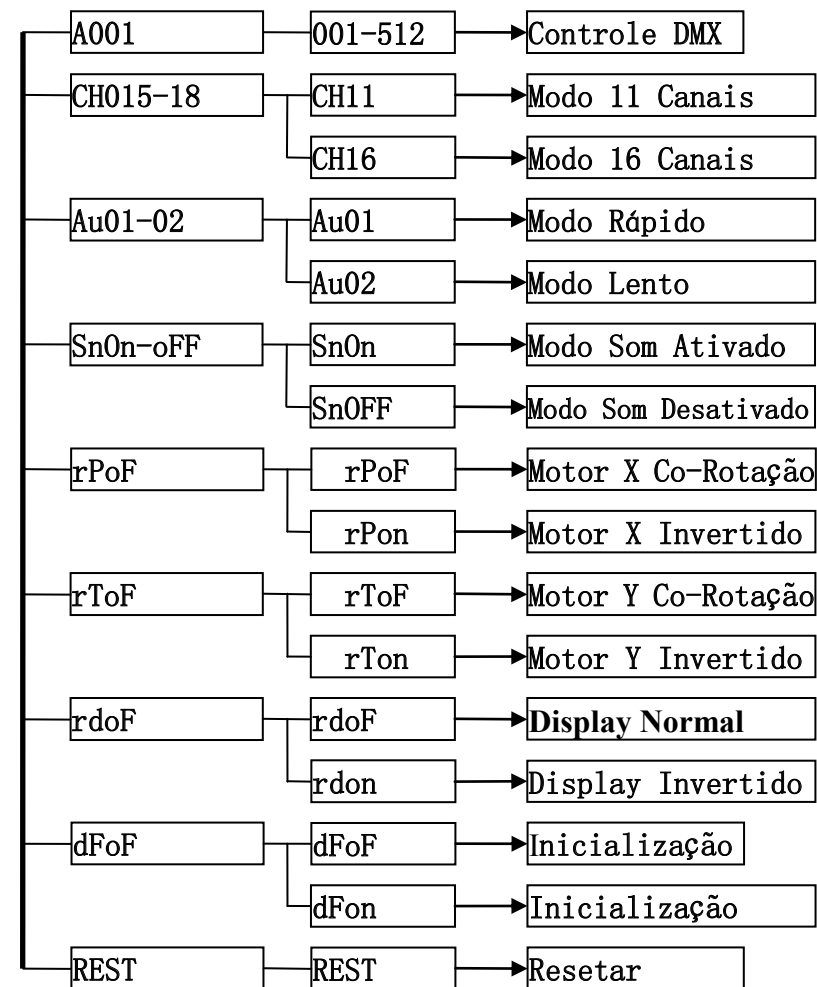 A001 001-512 Controle DMX
CH015-18 CH11 Modo 11 Canais
CH16 Modo 16 Canais
Au01-02 Au01 Modo Rápido
Au02 Modo Lento
SnOn-oFF SnOn Modo Som Ativado
SnOFF Modo Som Desativado
rPoF rPoF Motor X Co-Rotação
rPon Motor X Invertido
rToF rToF Motor Y Co-Rotação
rTon Motor Y Invertido
rdoF rdoF Display Normal
rdon Display Invertido
dFoF dFoF Inicialização
dFon Inicialização
REST REST Resetar